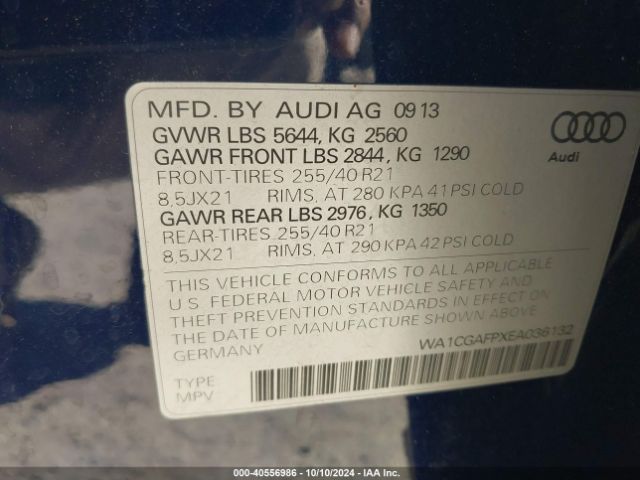 MFD. BY AUDI AG 09 13
GVWR LBS 5644, KG 2560
GAWR FRONT LBS 2844, KG 1290
FRONT-TIRES 255/40 R21
8,5JX21 RIMS, AT 280 KPA 41 PSI COLD
GAWR REAR LBS 2976, KG 1350
REAR-TIRES 255/40 R21
8,5JX21 RIMS, AT 290 KPA 42 PSI COLD
THIS VEHICLE CONFORMS TO ALL APPLICABLE
U.S. FEDERAL MOTOR VEHICLE SAFETY AND
THEFT PREVENTION STANDARDS IN EFFECT ON
THE DATE OF MANUFACTURE SHOWN ABOVE.
GERMANY
WA1CGAFPXEA036132
TYPE
MPV
Audi
000-40556986 - 10/10/2024 - IAA Inc.